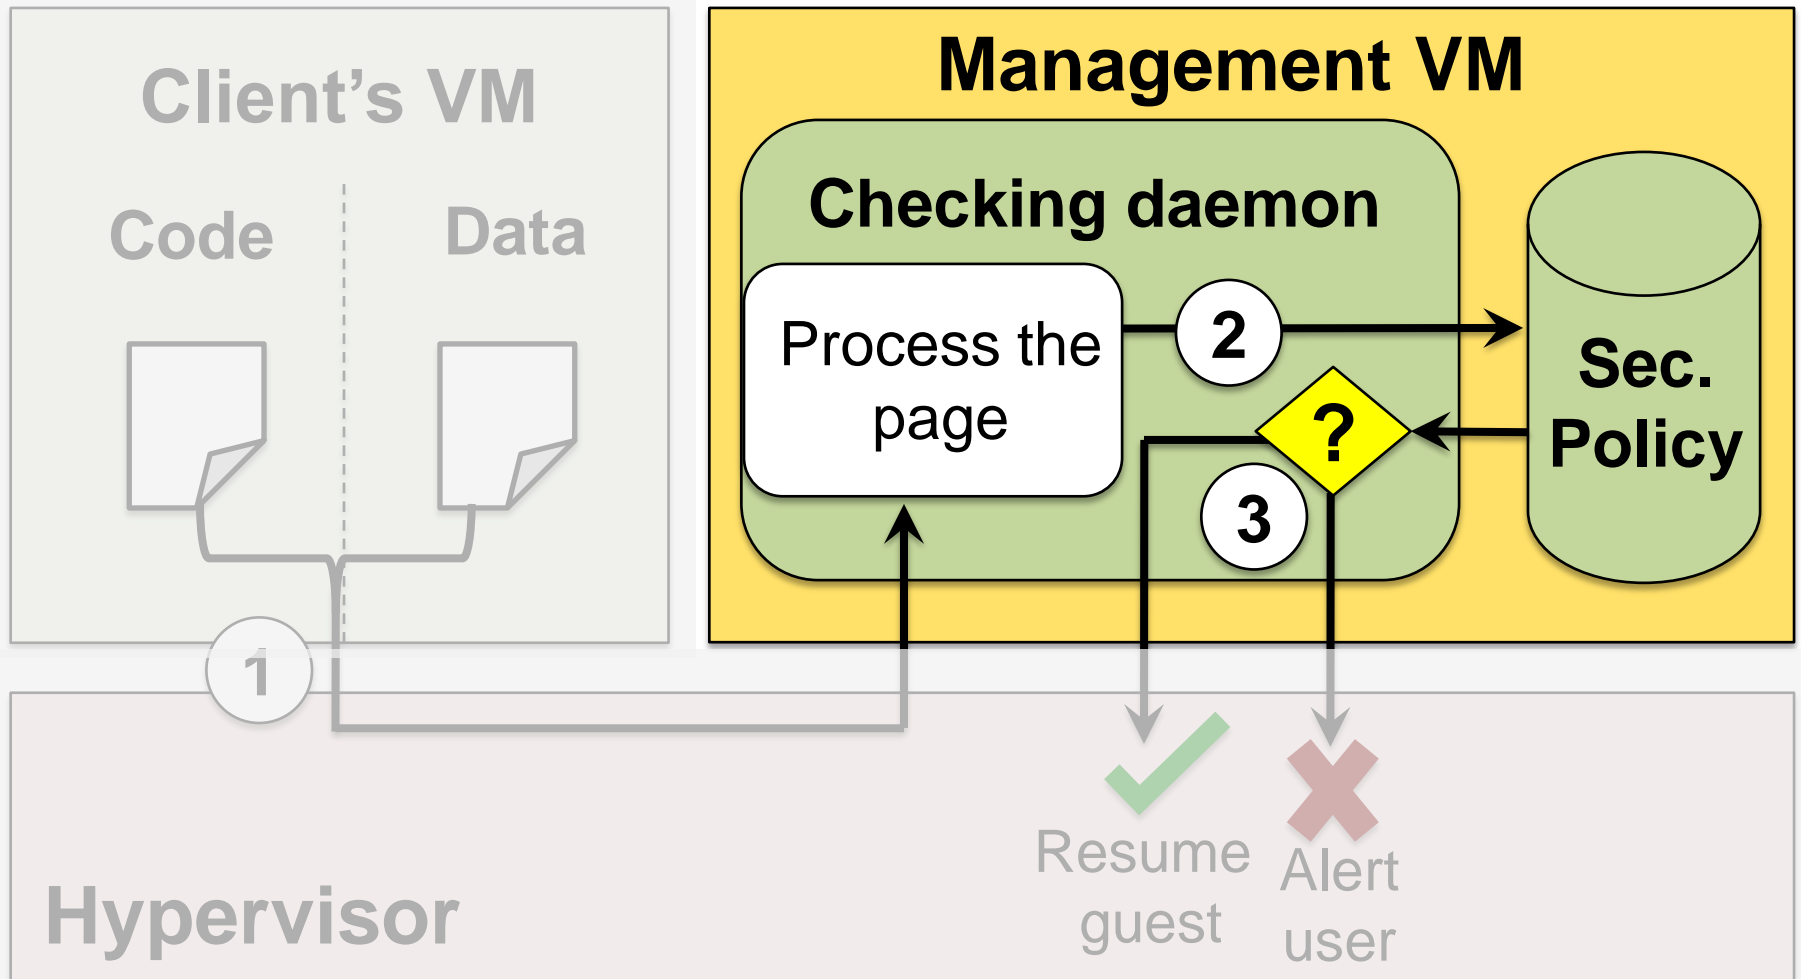 Client’s VM
Code
Data
1
Management VM
Checking daemon
Process the
page
2
?
3
Sec.
Policy
Resume
guest
Alert
user
Hypervisor